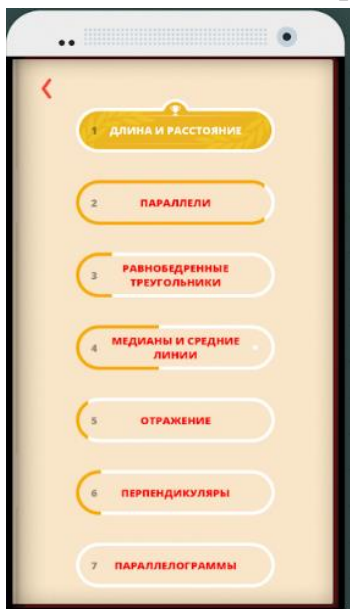 1 ДЛИНА И РАССТОЯНИЕ
2 ПАРАЛЛЕЛИ
3 РАВНОБЕДРЕННЫЕ
ТРЕУГОЛЬНИКИ
4 МЕДИАНЫ И СРЕДНИЕ
ЛИНИИ
5 ОТРАЖЕНИЕ
6 ПЕРПЕНДИКУЛЯРЫ
7 ПАРАЛЛЕЛОГРАММЫ